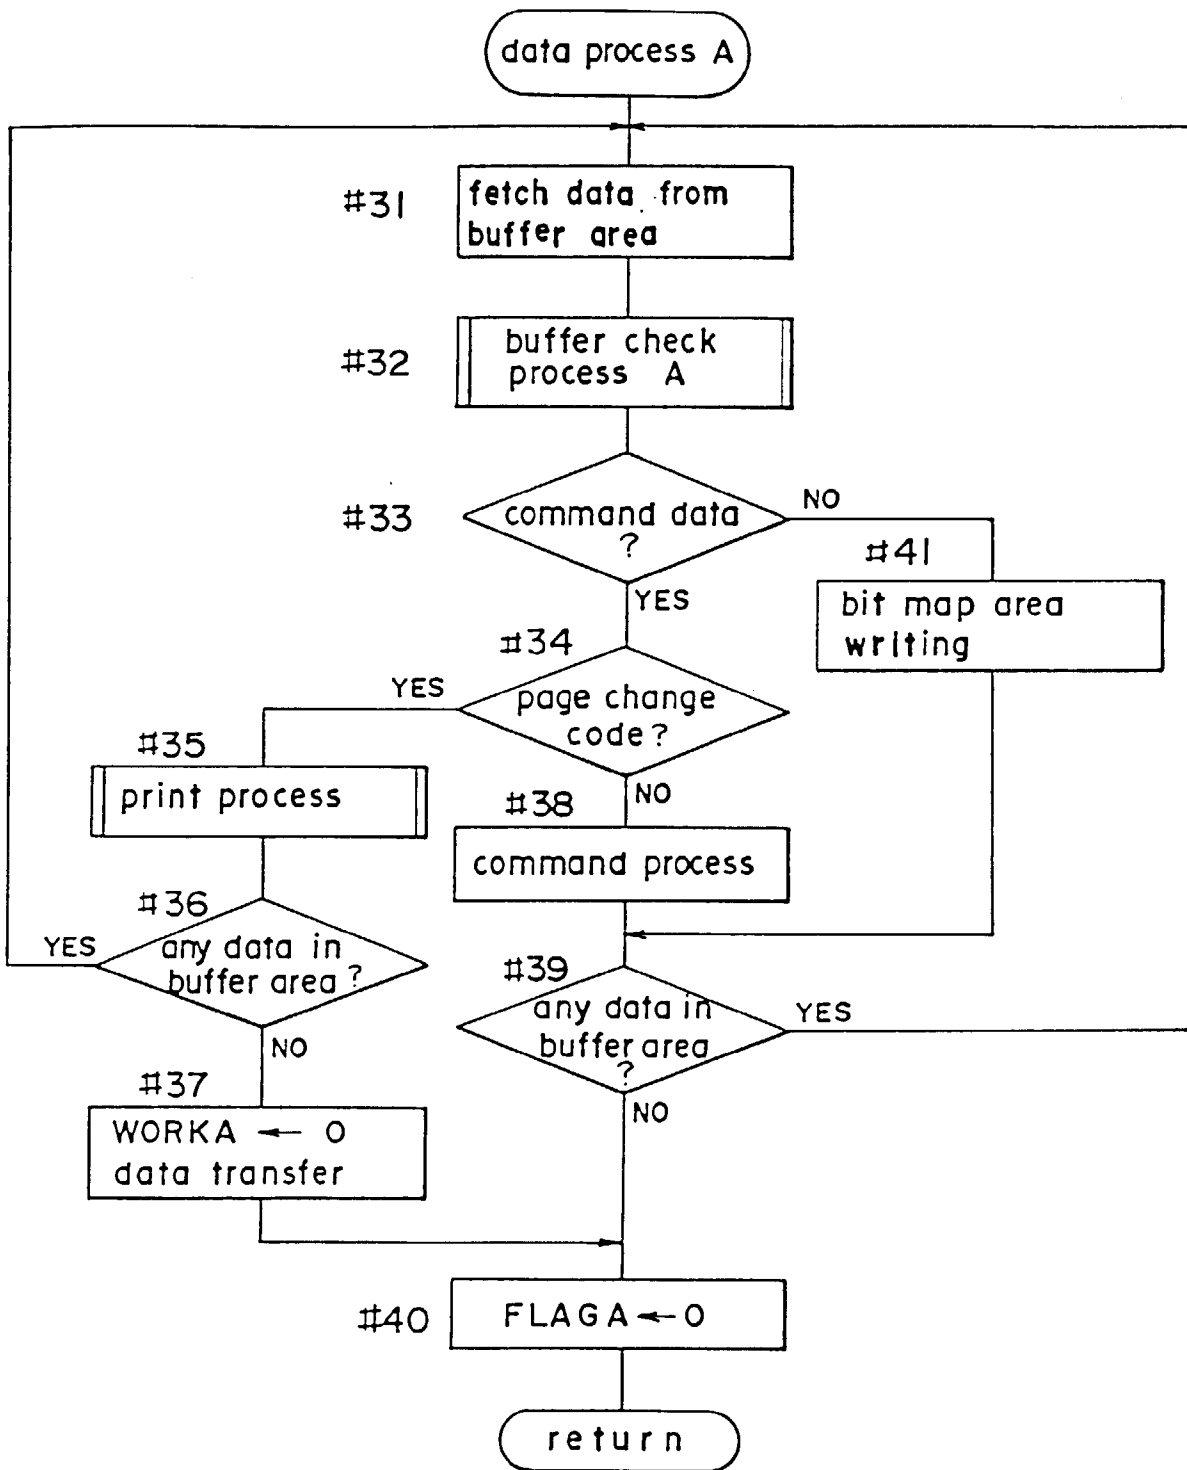 data process A
#31
fetch data from
buffer area
#32
buffer check
process A
#33
command data
?
NO
YES
#41
bit map area
writing
#34
page change
code?
YES
NO
#35
print process
#38
command process
#36
any data in
buffer area?
YES
NO
#39
any data in
buffer area
?
YES
NO
#37
WORKA ← 0
data transfer
#40
FLAGA ← 0
return